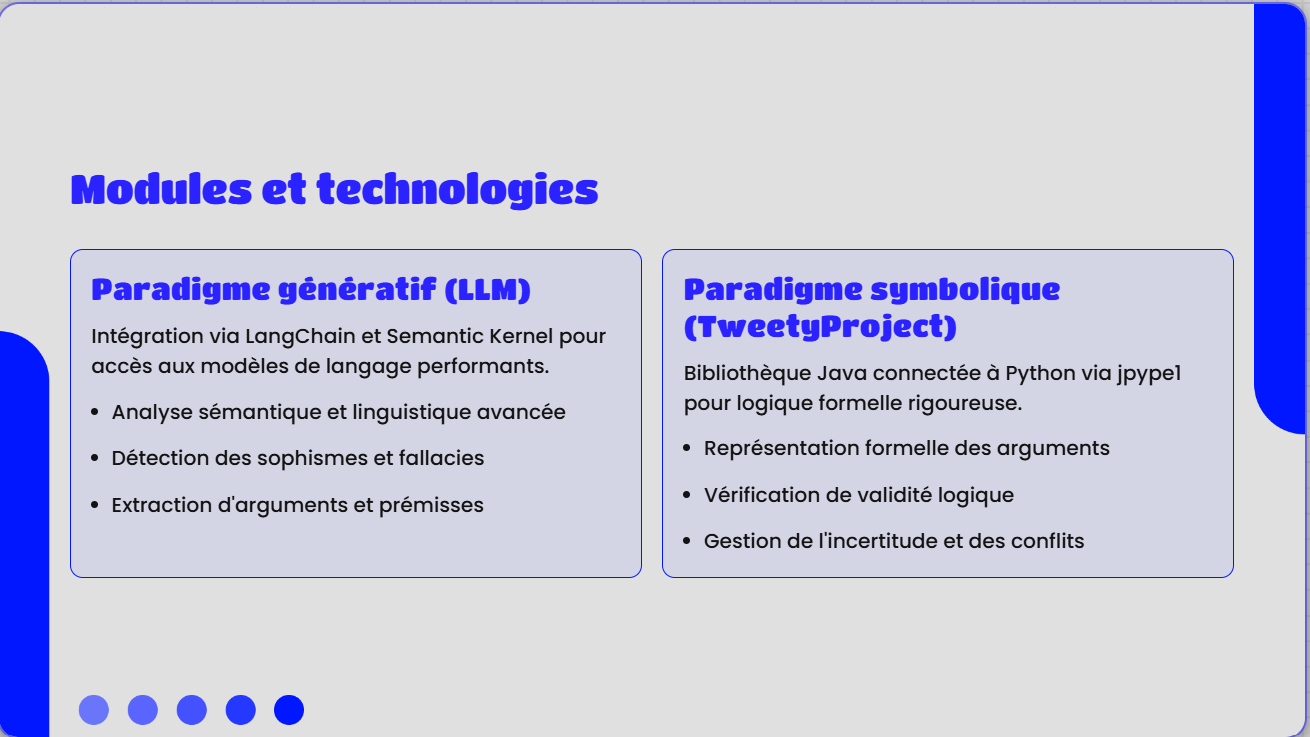 Modules et technologies
Paradigme génératif (LLM)
Intégration via LangChain et Semantic Kernel pour
accès aux modèles de langage performants.
• Analyse sémantique et linguistique avancée
• Détection des sophismes et fallacies
• Extraction d'arguments et prémisses
Paradigme symbolique
(TweetyProject)
Bibliothèque Java connectée à Python via jpype1
pour logique formelle rigoureuse.
• Représentation formelle des arguments
• Vérification de validité logique
• Gestion de l'incertitude et des conflits